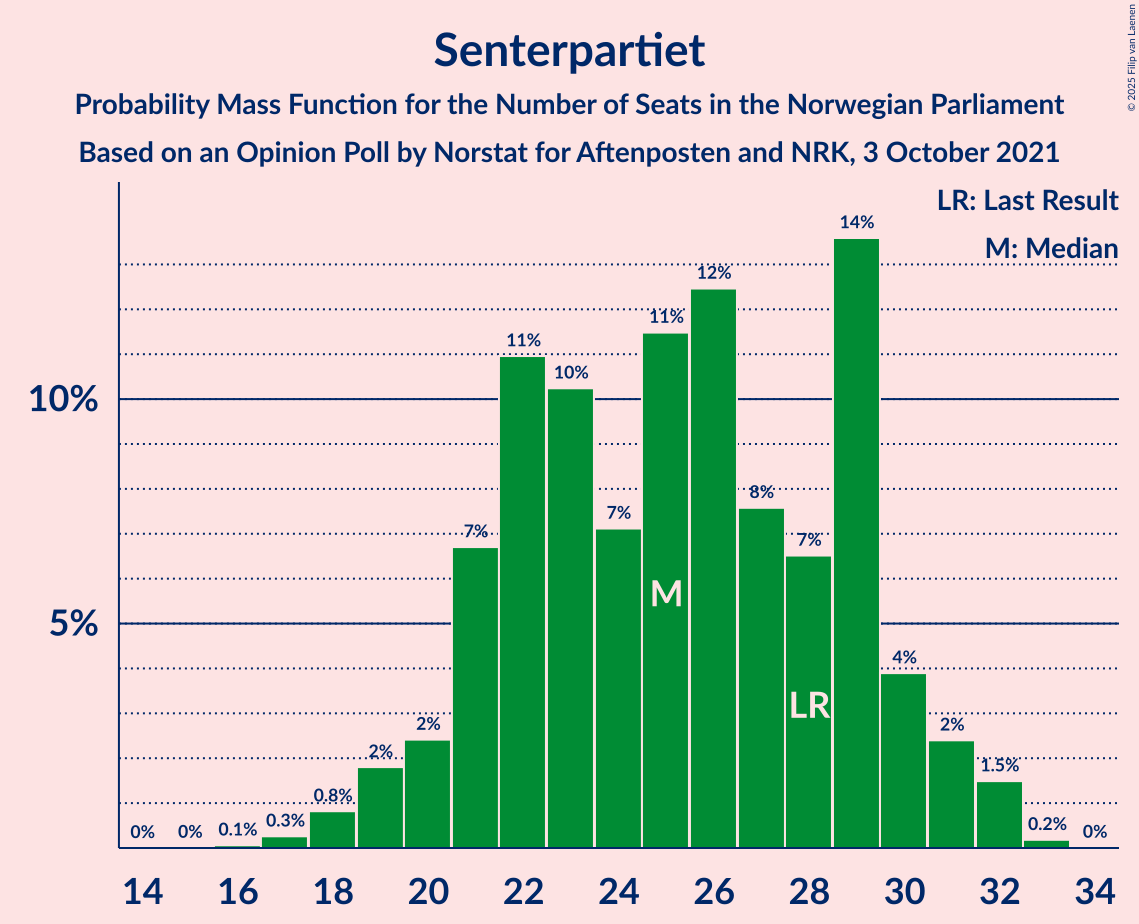 Senterpartiet
Probability Mass Function for the Number of Seats in the Norwegian Parliament
Based on an Opinion Poll by Norstat for Aftenposten and NRK, 3 October 2021
© 2025 Filip van Laenen
LR: Last Result
M: Median
10%
5%
0%
0%
0.1%
0.3%
0.8%
2%
2%
7%
11%
10%
7%
11%
12%
8%
7%
14%
4%
2%
1.5%
0.2%
0%
M
LR
14 16 18 20 22 24 26 28 30 32 34